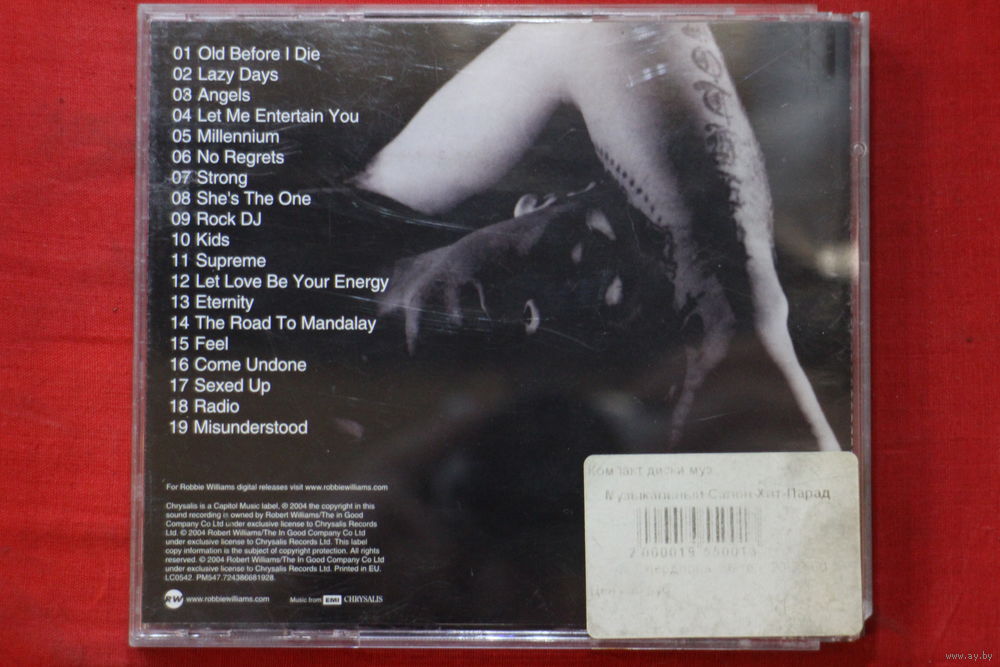 01 Old Before I Die
02 Lazy Days
03 Angels
04 Let Me Entertain You
05 Millennium
06 No Regrets
07 Strong
08 She's The One
09 Rock DJ
10 Kids
11 Supreme
12 Let Love Be Your Energy
13 Eternity
14 The Road To Mandalay
15 Feel
16 Come Undone
17 Sexed Up
18 Radio
19 Misunderstood
For Robbie Williams digital releases visit www.robbiewilliams.com
Chrysalis is a Capitol Music label, ℗ 2004 the copyright in this
sound recording is owned by Robert Williams/The in Good
Company Co Ltd under exclusive license to Chrysalis Records
Ltd. © 2004 Robert Williams/The In Good Company Co Ltd
under exclusive license to Chrysalis Records Ltd. This label
copy information is the subject of copyright protection. All rights
reserved. © 2004 Robert Williams/The In Good Company Co Ltd
under exclusive license to Chrysalis Records Ltd. Printed in EU.
LC0542. PM547.724386681928.
RW www.robbiewilliams.com
Music from EMI CHRYSALIS
Компакт диски муз
Музыкальный Салон Хит-Парад
www.ay.by